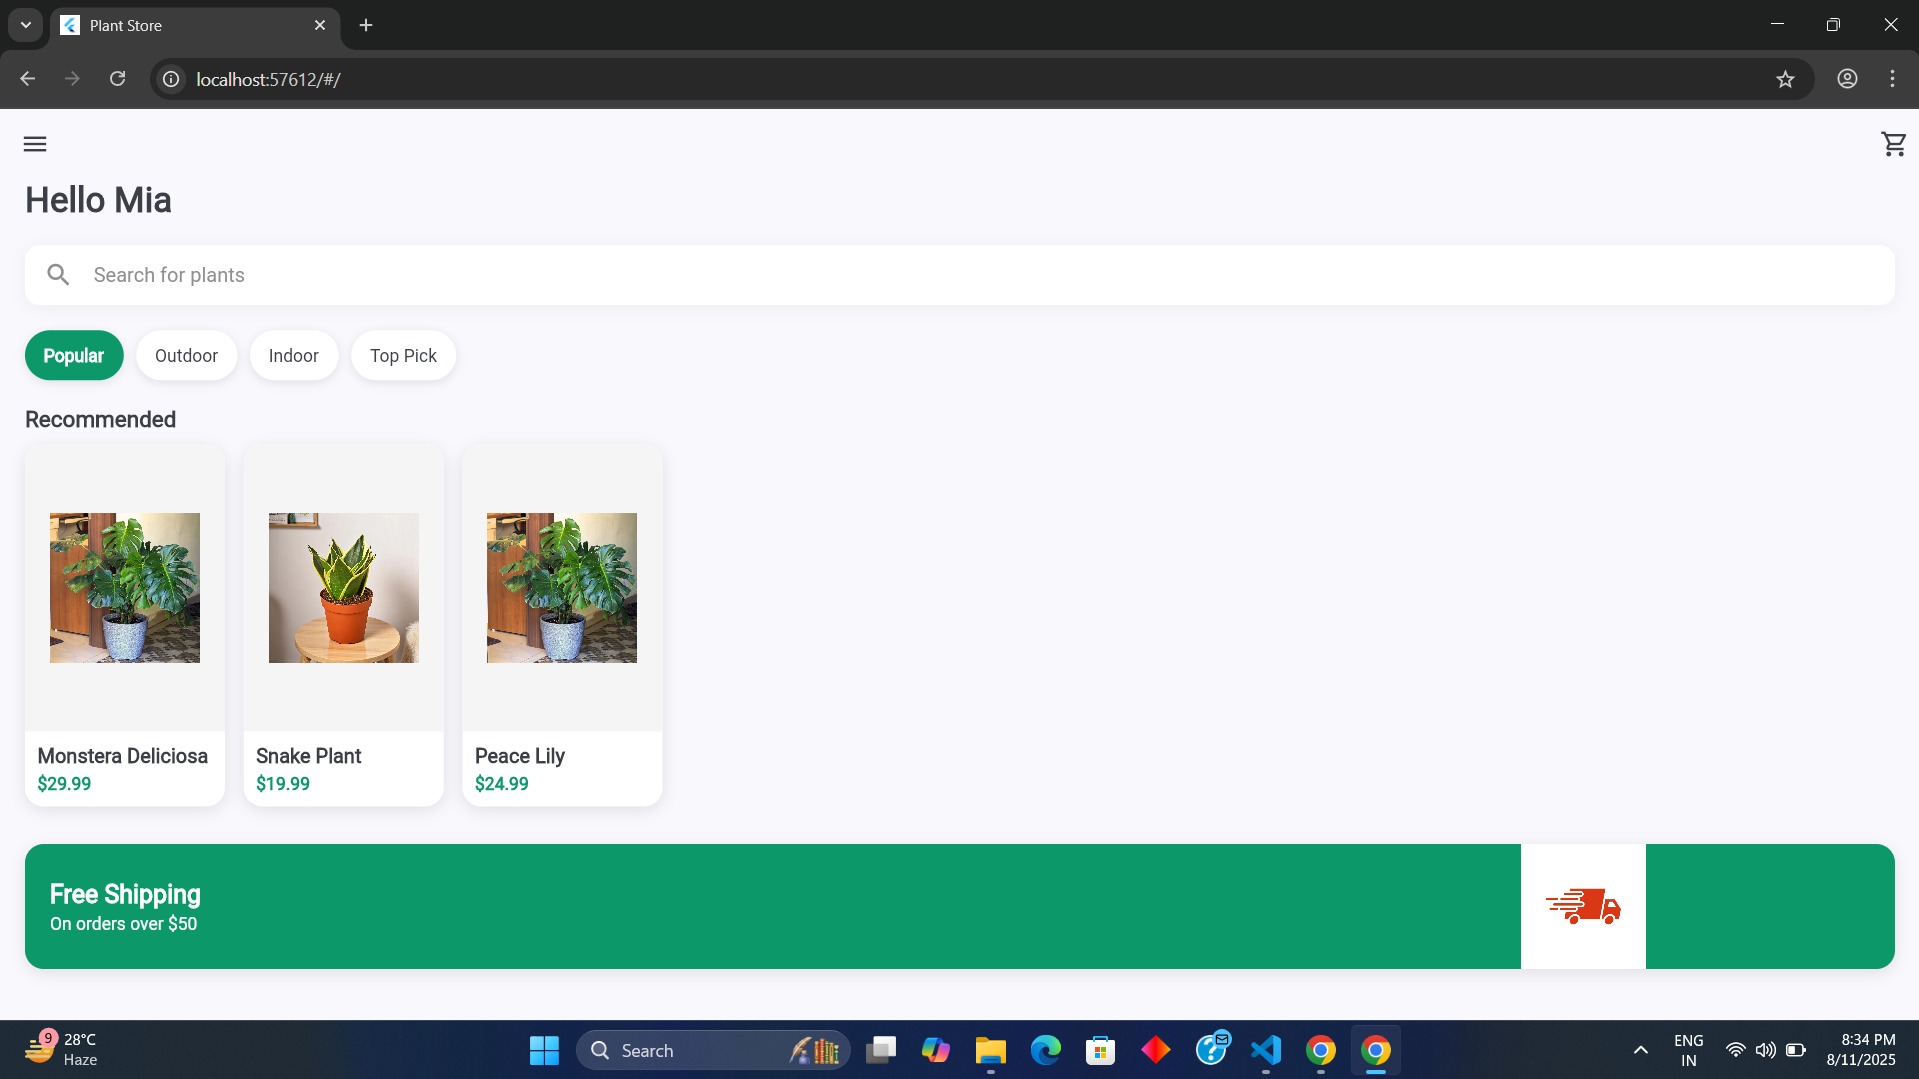 Plant Store
localhost:57612/#/
Hello Mia
Search for plants
Popular
Outdoor
Indoor
Top Pick
Recommended
Monstera Deliciosa
$29.99
Snake Plant
$19.99
Peace Lily
$24.99
Free Shipping
On orders over $50
9
28°C
Haze
Search
ENG
IN
8:34 PM
8/11/2025